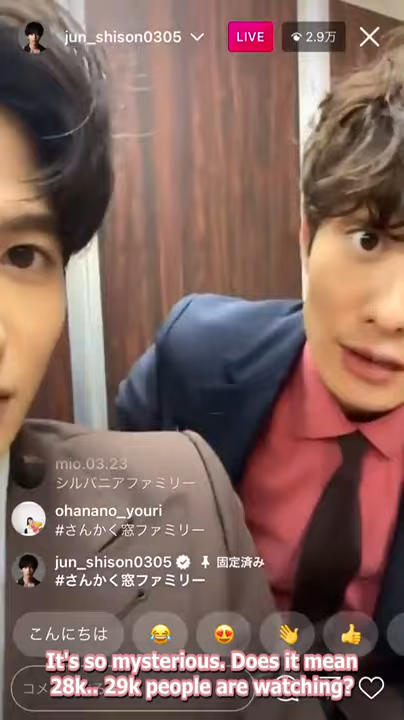 jun_shison0305
LIVE
2.9万
mio.03.23
シルバニアファミリー
ohanano_youri
#さんかく窓ファミリー
jun_shison0305 固定済み
#さんかく窓ファミリー
こんにちは
It's so mysterious. Does it mean
28k.. 29k people are watching?